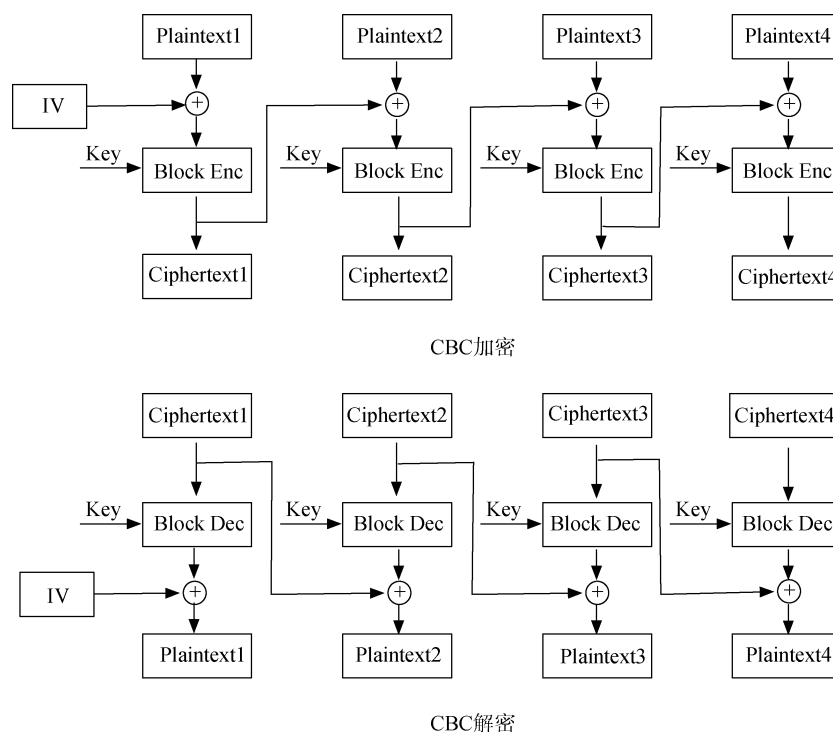 Plaintext1 Plaintext2 Plaintext3 Plaintext4
IV + + + +
Key Block Enc Key Block Enc Key Block Enc Key Block Enc
Ciphertext1 Ciphertext2 Ciphertext3 Ciphertext4
CBC加密
Ciphertext1 Ciphertext2 Ciphertext3 Ciphertext4
Key Block Dec Key Block Dec Key Block Dec Key Block Dec
IV + + + +
Plaintext1 Plaintext2 Plaintext3 Plaintext4
CBC解密